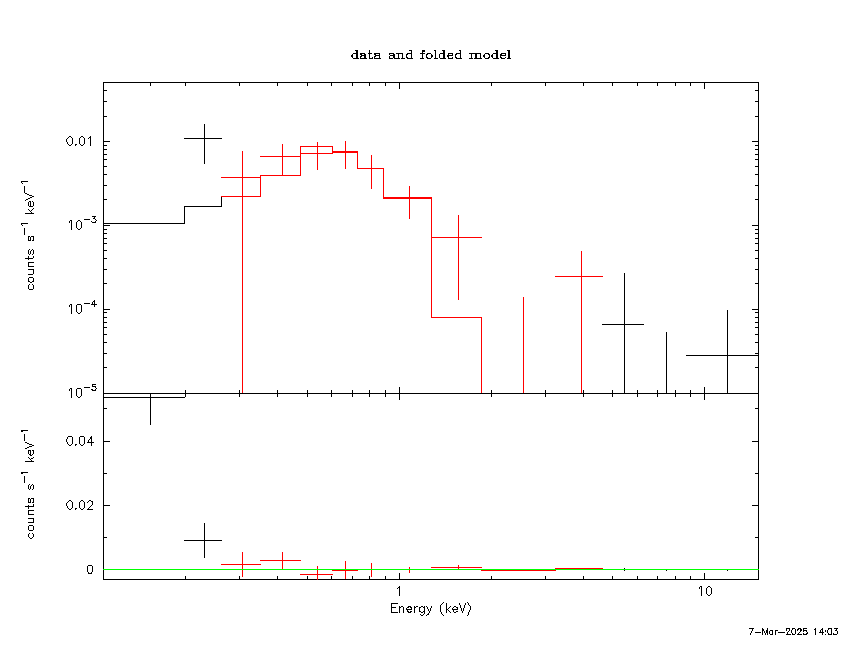 data and folded model
0.01
10⁻³
10⁻⁴
10⁻⁵
counts s⁻¹ keV⁻¹
0.04
0.02
0
counts s⁻¹ keV⁻¹
1
10
Energy (keV)
7-Mar-2025 14:03